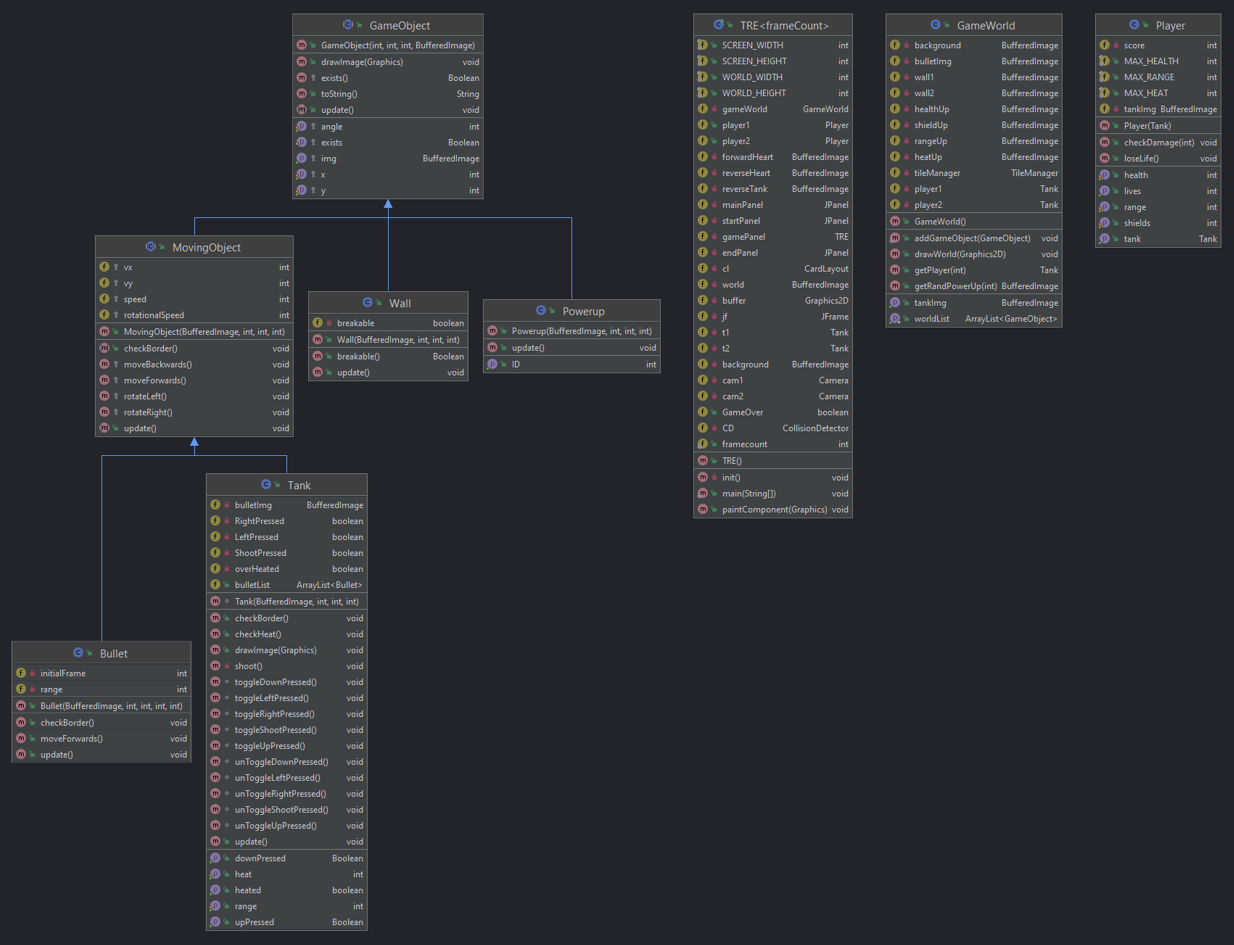 GameObject
GameObject(int, int, int, BufferedImage)
drawImage(Graphics) void
exists() Boolean
toString() String
update() void
angle int
exists Boolean
img BufferedImage
x int
y int
MovingObject
vx int
vy int
speed int
rotationalSpeed int
MovingObject(BufferedImage, int, int, int)
checkBorder() void
moveBackwards() void
moveForwards() void
rotateLeft() void
rotateRight() void
update() void
Wall
breakable boolean
Wall(BufferedImage, int, int, int)
breakable() Boolean
update() void
Powerup
Powerup(BufferedImage, int, int, int)
update() void
ID int
Bullet
initialFrame int
range int
Bullet(BufferedImage, int, int, int, int)
checkBorder() void
moveForwards() void
update() void
Tank
bulletImg BufferedImage
RightPressed boolean
LeftPressed boolean
ShootPressed boolean
overHeated boolean
bulletList ArrayList<Bullet>
Tank(BufferedImage, int, int, int)
checkBorder() void
checkHeat() void
drawImage(Graphics) void
shoot() void
toggleDownPressed() void
toggleLeftPressed() void
toggleRightPressed() void
toggleShootPressed() void
toggleUpPressed() void
unToggleDownPressed() void
unToggleLeftPressed() void
unToggleRightPressed() void
unToggleShootPressed() void
unToggleUpPressed() void
update() void
downPressed Boolean
heat int
heated boolean
range int
upPressed Boolean
TRE<frameCount>
SCREEN_WIDTH int
SCREEN_HEIGHT int
WORLD_WIDTH int
WORLD_HEIGHT int
gameWorld GameWorld
player1 Player
player2 Player
forwardHeart BufferedImage
reverseHeart BufferedImage
reverseTank BufferedImage
mainPanel JPanel
startPanel JPanel
gamePanel TRE
endPanel JPanel
cl CardLayout
world BufferedImage
buffer Graphics2D
jf JFrame
t1 Tank
t2 Tank
background BufferedImage
cam1 Camera
cam2 Camera
GameOver boolean
CD CollisionDetector
framecount int
TRE()
init() void
main(String[]) void
paintComponent(Graphics) void
GameWorld
background BufferedImage
bulletImg BufferedImage
wall1 BufferedImage
wall2 BufferedImage
healthUp BufferedImage
shieldUp BufferedImage
rangeUp BufferedImage
heatUp BufferedImage
tileManager TileManager
player1 Tank
player2 Tank
GameWorld()
addGameObject(GameObject) void
drawWorld(Graphics2D) void
getPlayer(int) Tank
getRandPowerUp(int) BufferedImage
tankImg BufferedImage
worldList ArrayList<GameObject>
Player
score int
MAX_HEALTH int
MAX_RANGE int
MAX_HEAT int
tankImg BufferedImage
Player(Tank)
checkDamage(int) void
loseLife() void
health int
lives int
range int
shields int
tank Tank